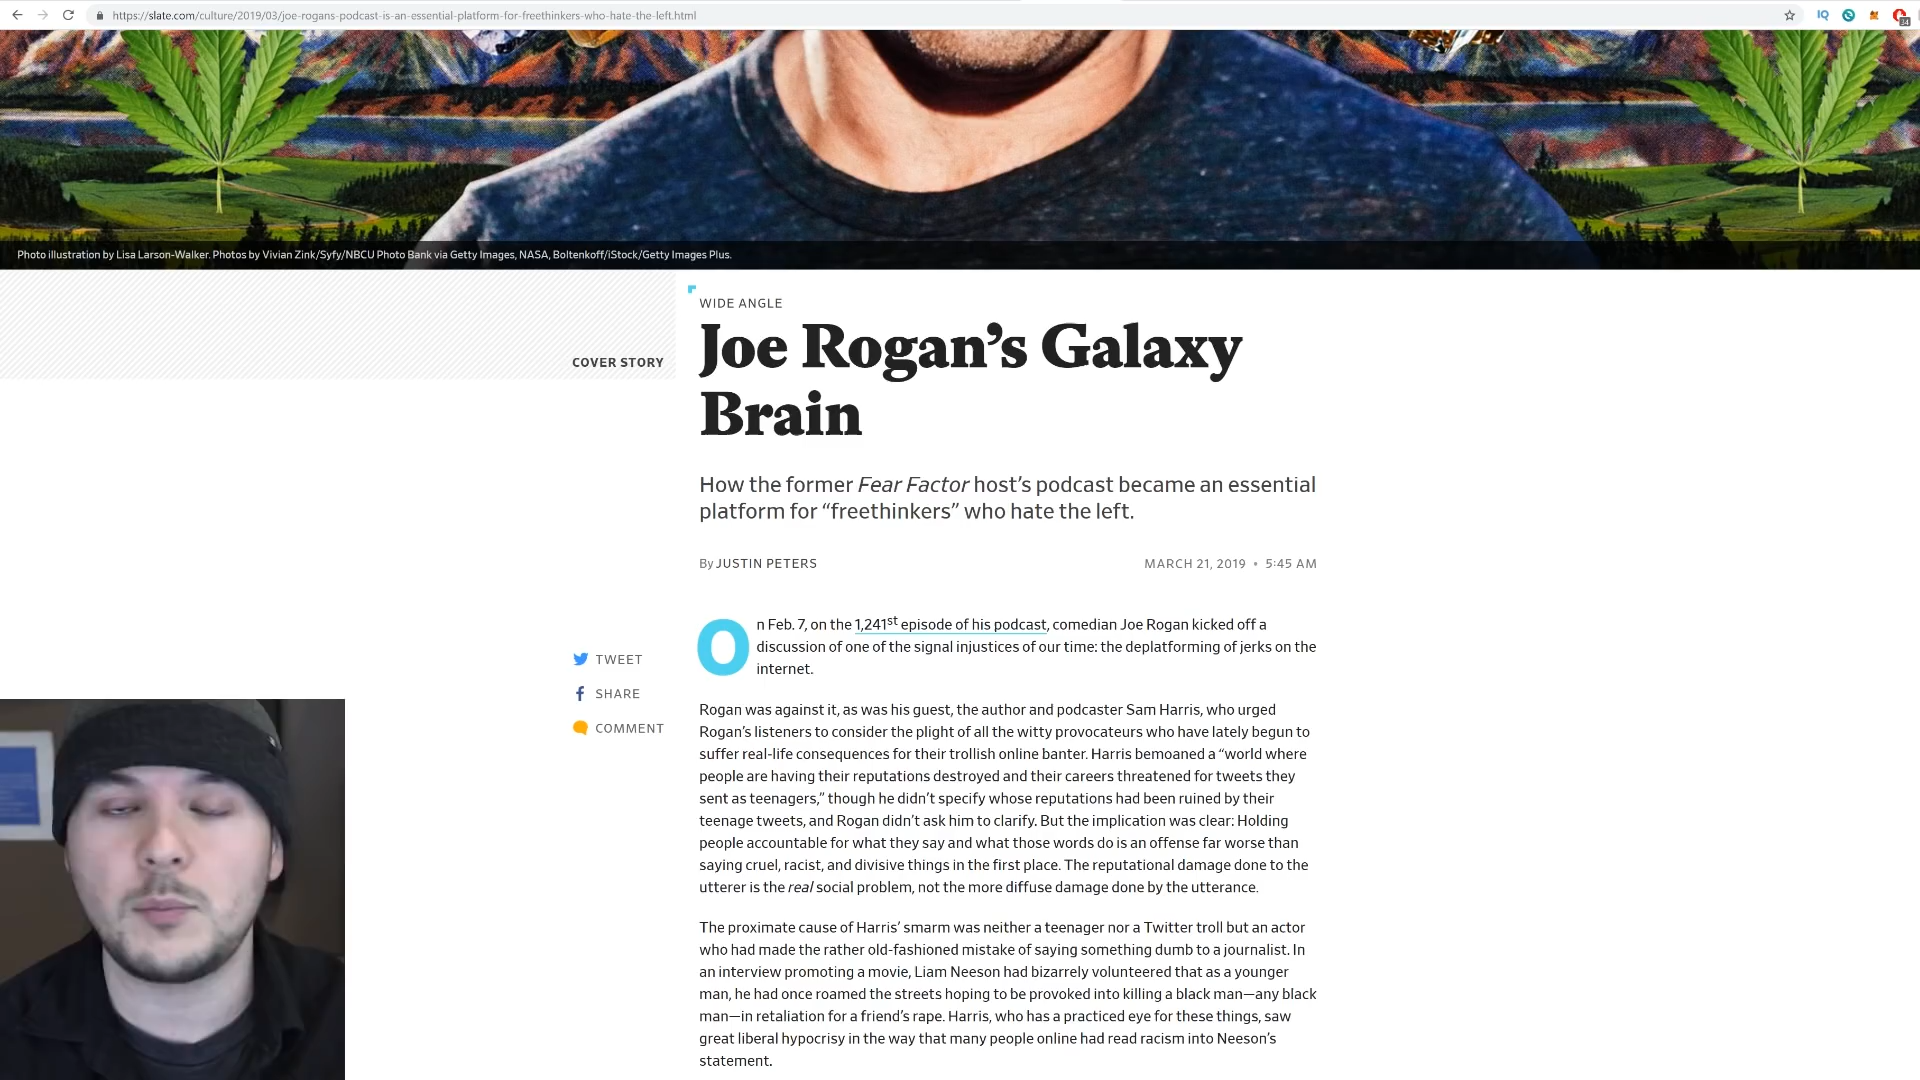 https://slate.com/culture/2019/03/joe-rogans-podcast-is-an-essential-platform-for-freethinkers-who-hate-the-left.html
IQ
34
Photo illustration by Lisa Larson-Walker. Photos by Vivian Zink/Syfy/NBCU Photo Bank via Getty Images, NASA, Boltenkoff/iStock/Getty Images Plus.
WIDE ANGLE
COVER STORY
Joe Rogan’s Galaxy
Brain
How the former Fear Factor host’s podcast became an essential
platform for “freethinkers” who hate the left.
By JUSTIN PETERS
MARCH 21, 2019 • 5:45 AM
On Feb. 7, on the 1,241st episode of his podcast, comedian Joe Rogan kicked off a
discussion of one of the signal injustices of our time: the deplatforming of jerks on the
internet.
TWEET
SHARE
COMMENT
Rogan was against it, as was his guest, the author and podcaster Sam Harris, who urged
Rogan’s listeners to consider the plight of all the witty provocateurs who have lately begun to
suffer real-life consequences for their trollish online banter. Harris bemoaned a “world where
people are having their reputations destroyed and their careers threatened for tweets they
sent as teenagers,” though he didn’t specify whose reputations had been ruined by their
teenage tweets, and Rogan didn’t ask him to clarify. But the implication was clear: Holding
people accountable for what they say and what those words do is an offense far worse than
saying cruel, racist, and divisive things in the first place. The reputational damage done to the
utterer is the real social problem, not the more diffuse damage done by the utterance.
The proximate cause of Harris’ smarm was neither a teenager nor a Twitter troll but an actor
who had made the rather old-fashioned mistake of saying something dumb to a journalist. In
an interview promoting a movie, Liam Neeson had bizarrely volunteered that as a younger
man, he had once roamed the streets hoping to be provoked into killing a black man—any black
man—in retaliation for a friend’s rape. Harris, who has a practiced eye for these things, saw
great liberal hypocrisy in the way that many people online had read racism into Neeson’s
statement.